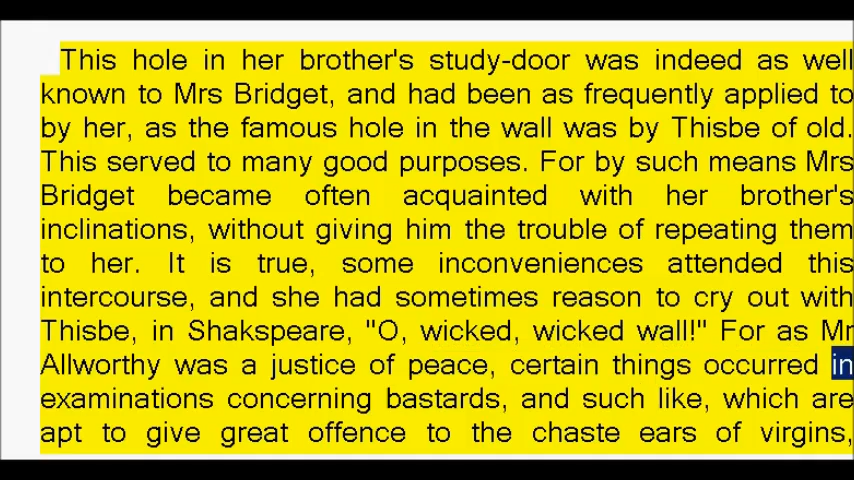 This hole in her brother's study-door was indeed as well
known to Mrs Bridget, and had been as frequently applied to
by her, as the famous hole in the wall was by Thisbe of old.
This served to many good purposes. For by such means Mrs
Bridget became often acquainted with her brother's
inclinations, without giving him the trouble of repeating them
to her. It is true, some inconveniences attended this
intercourse, and she had sometimes reason to cry out with
Thisbe, in Shakspeare, "O, wicked, wicked wall!" For as Mr
Allworthy was a justice of peace, certain things occurred in
examinations concerning bastards, and such like, which are
apt to give great offence to the chaste ears of virgins,